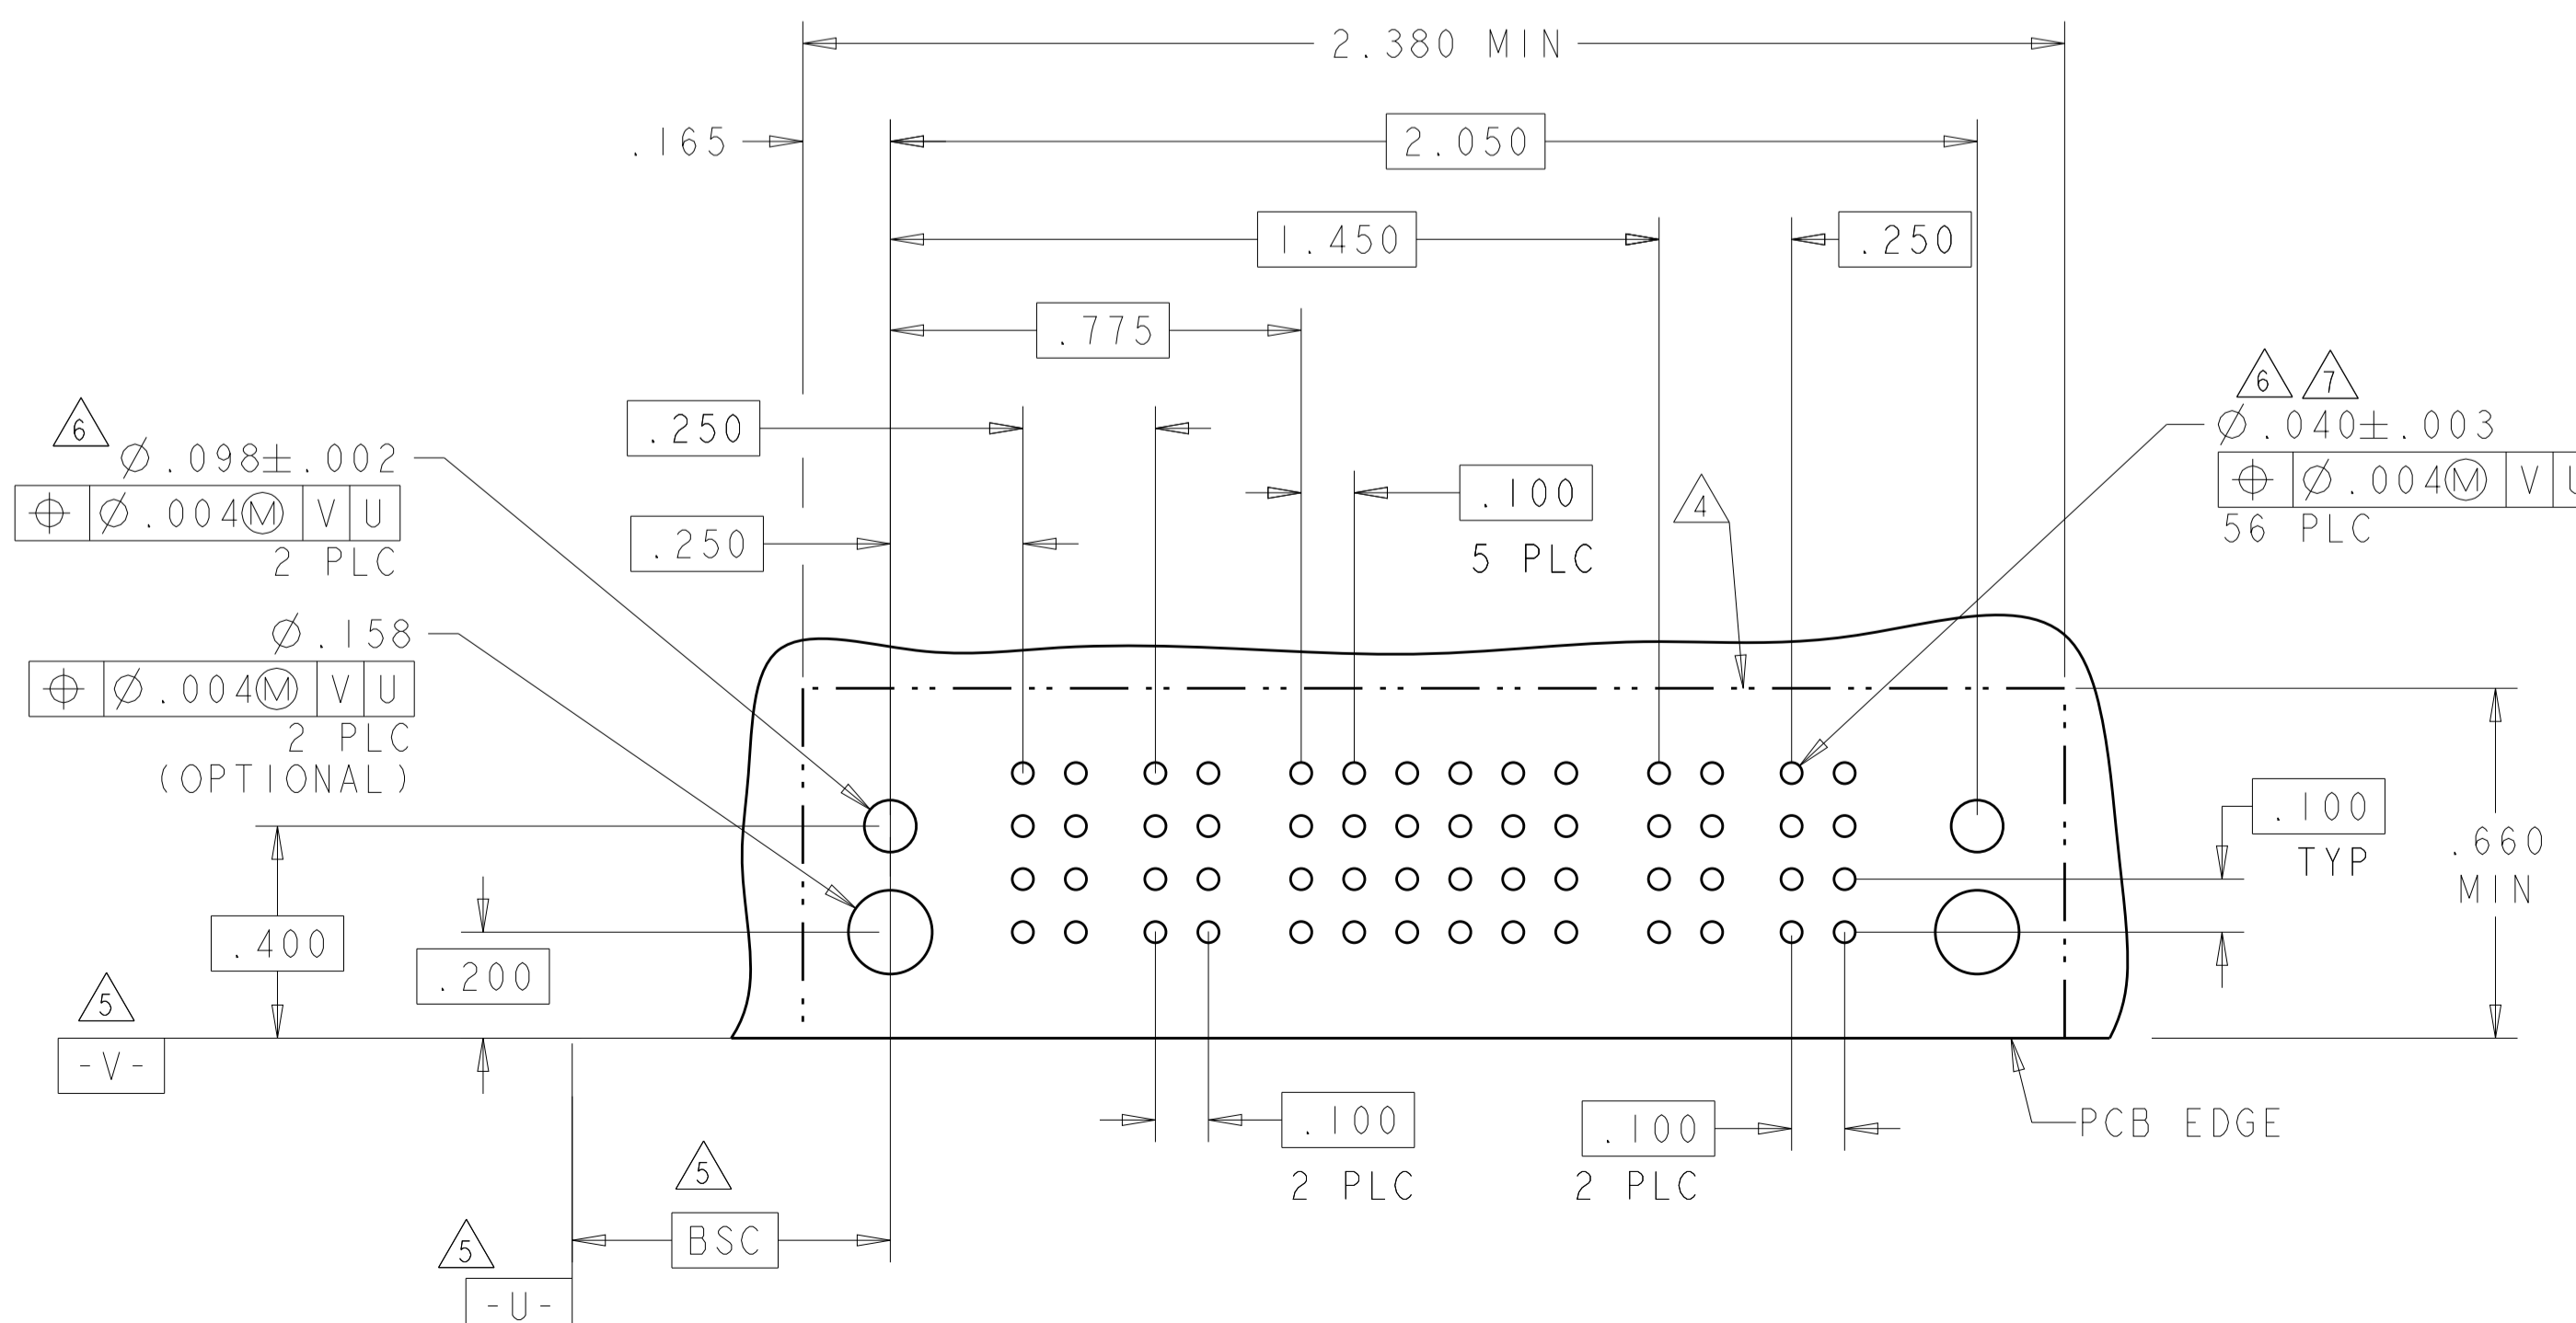 2.380 MIN
.165
2.050
1.450
.250
.775
.250
.100
5 PLC
.250
4
6
⌀.098±.002
⌖ ⌀.004Ⓜ V U
2 PLC
⌀.158
⌖ ⌀.004Ⓜ V U
2 PLC
(OPTIONAL)
6 7
⌀.040±.003
⌖ ⌀.004Ⓜ V U
56 PLC
.100
TYP
.660
MIN
.400
.200
5
-V-
.100
2 PLC
.100
2 PLC
PCB EDGE
5
BSC
5
-U-